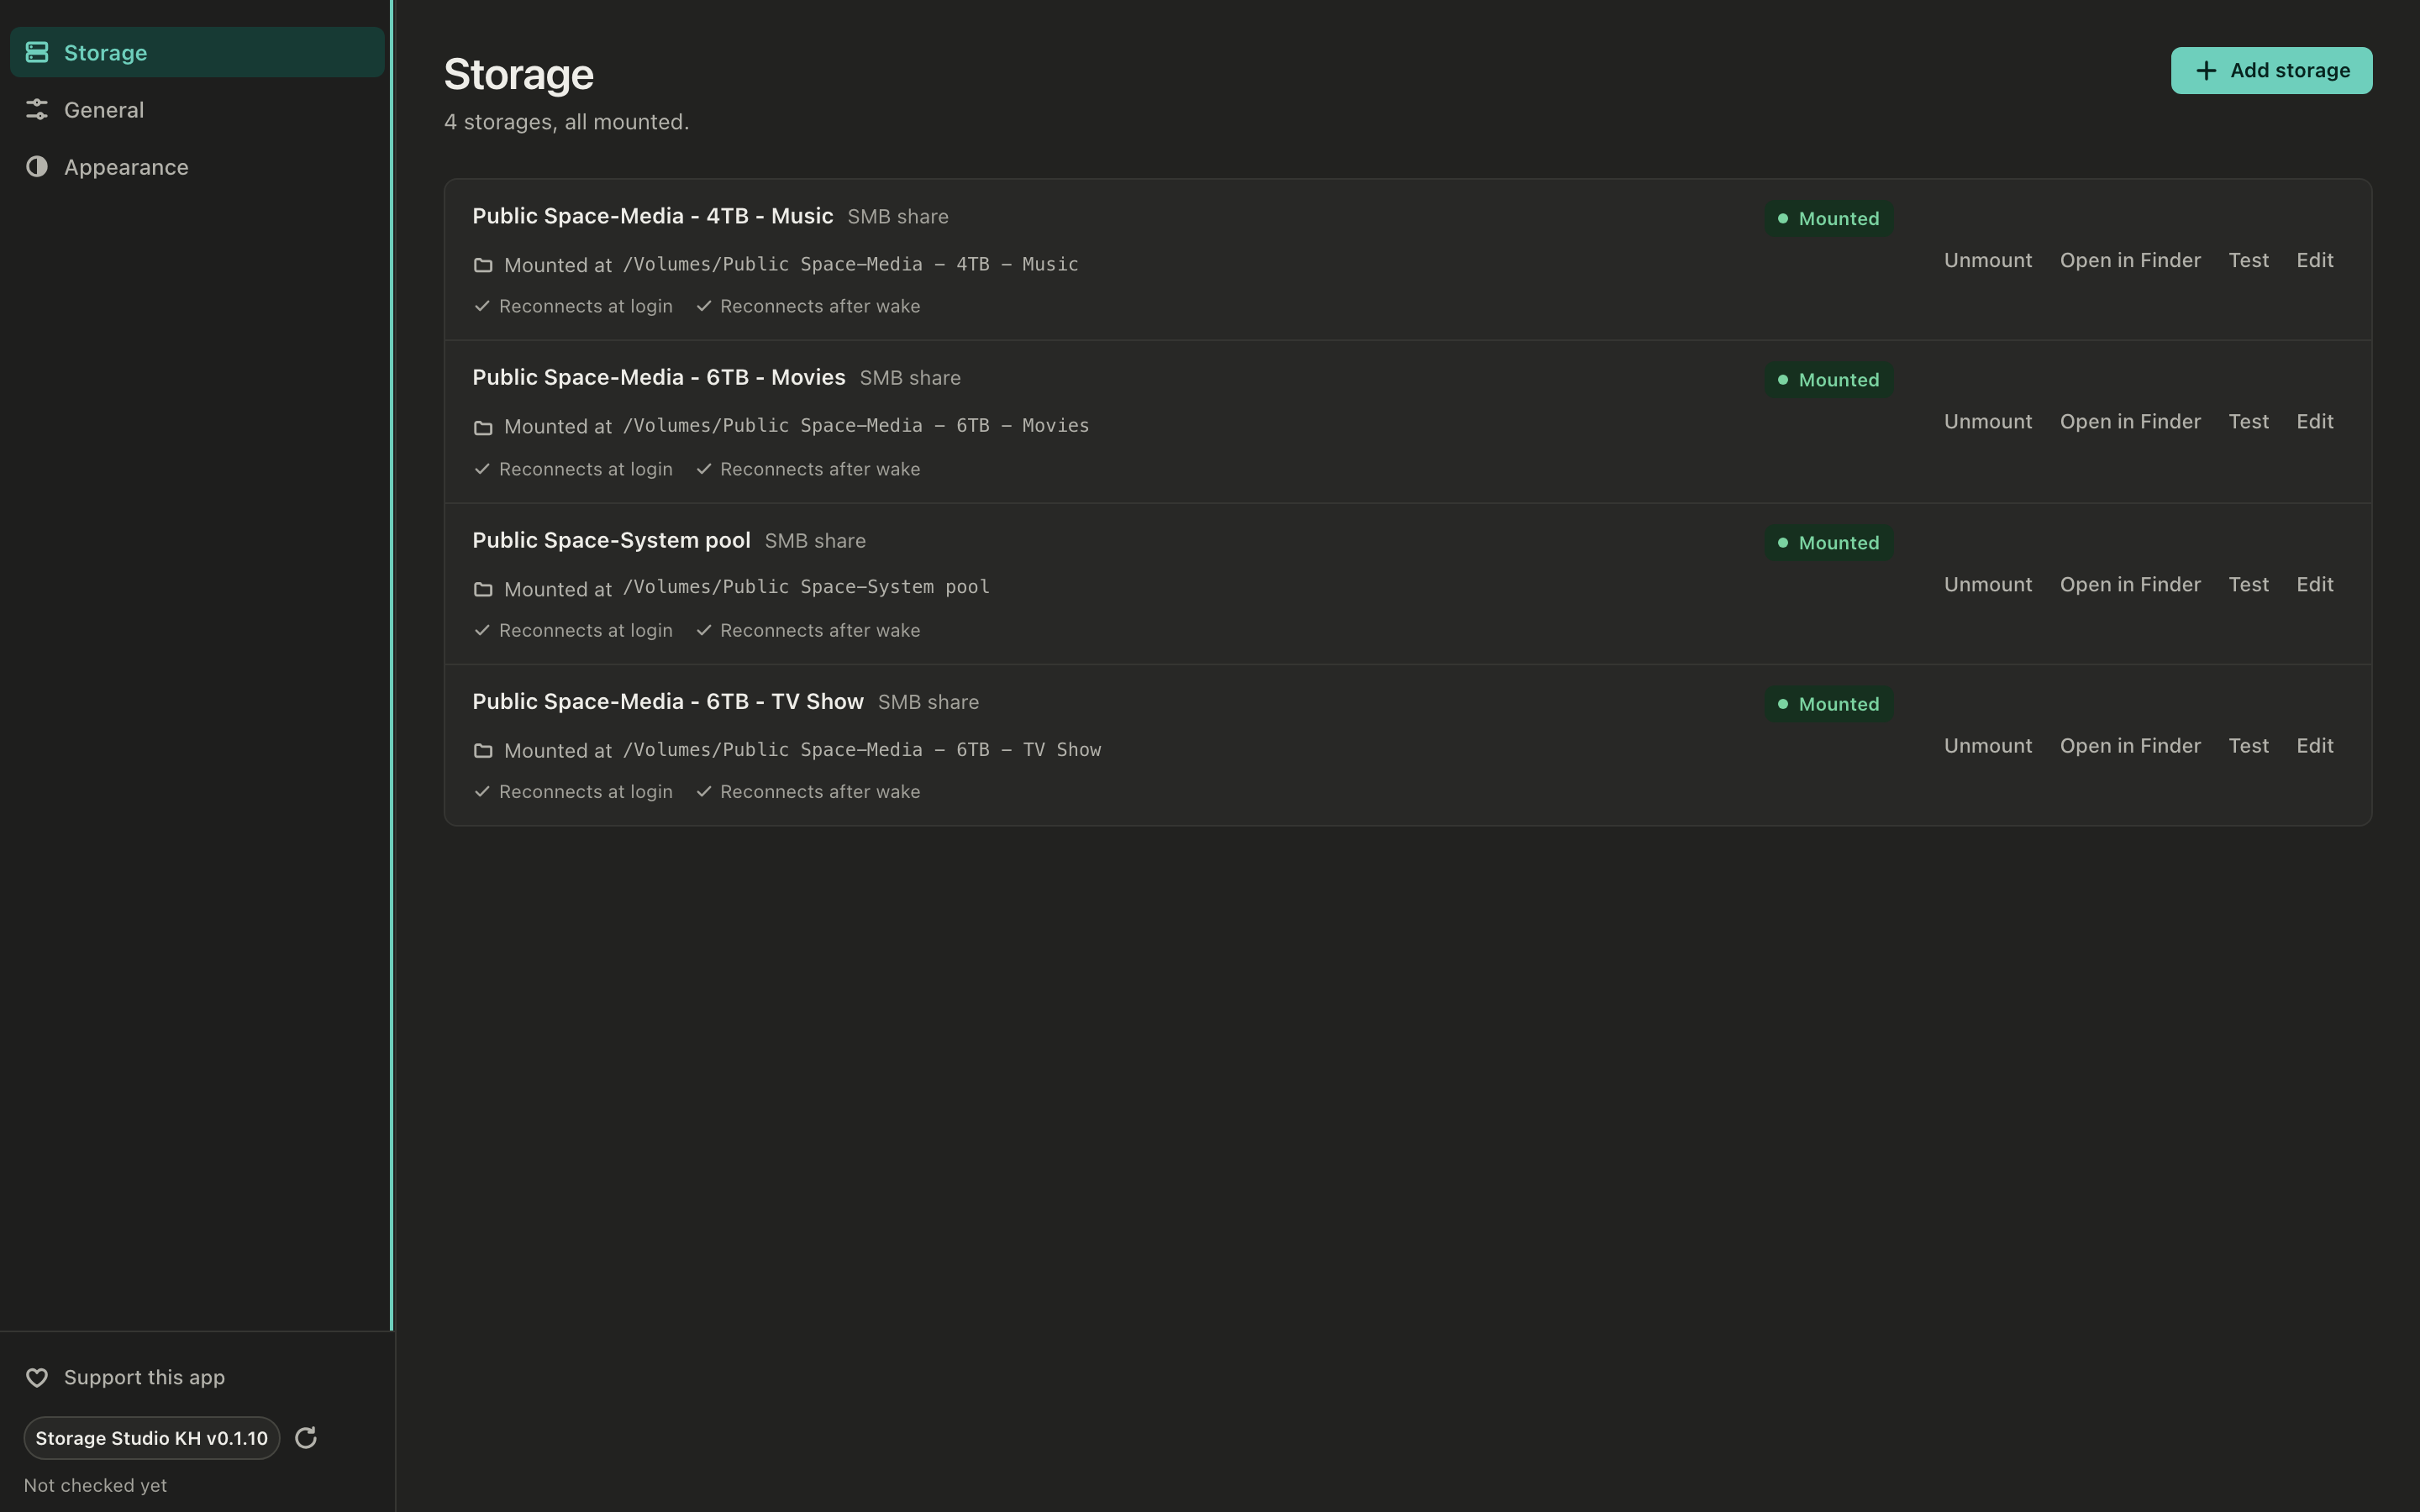 Storage
General
Appearance
Support this app
Storage Studio KH v0.1.10
Not checked yet
Storage
4 storages, all mounted.
Add storage
Public Space-Media - 4TB - Music SMB share
Mounted
Mounted at /Volumes/Public Space-Media - 4TB - Music
Unmount Open in Finder Test Edit
Reconnects at login Reconnects after wake
Public Space-Media - 6TB - Movies SMB share
Mounted
Mounted at /Volumes/Public Space-Media - 6TB - Movies
Unmount Open in Finder Test Edit
Reconnects at login Reconnects after wake
Public Space-System pool SMB share
Mounted
Mounted at /Volumes/Public Space-System pool
Unmount Open in Finder Test Edit
Reconnects at login Reconnects after wake
Public Space-Media - 6TB - TV Show SMB share
Mounted
Mounted at /Volumes/Public Space-Media - 6TB - TV Show
Unmount Open in Finder Test Edit
Reconnects at login Reconnects after wake